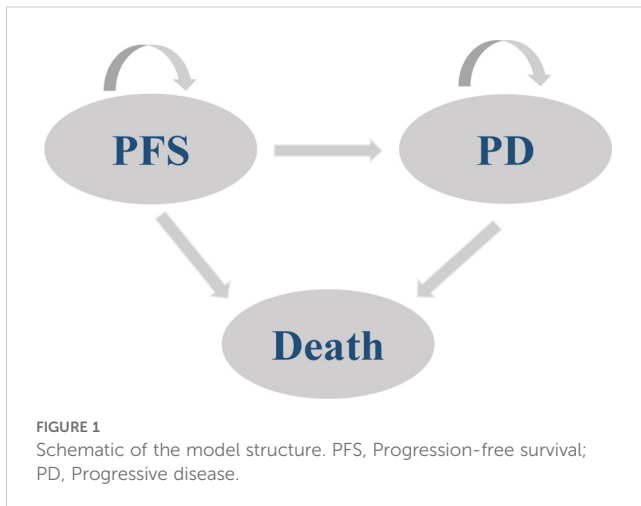 PFS
PD
Death
FIGURE 1
Schematic of the model structure. PFS, Progression-free survival;
PD, Progressive disease.